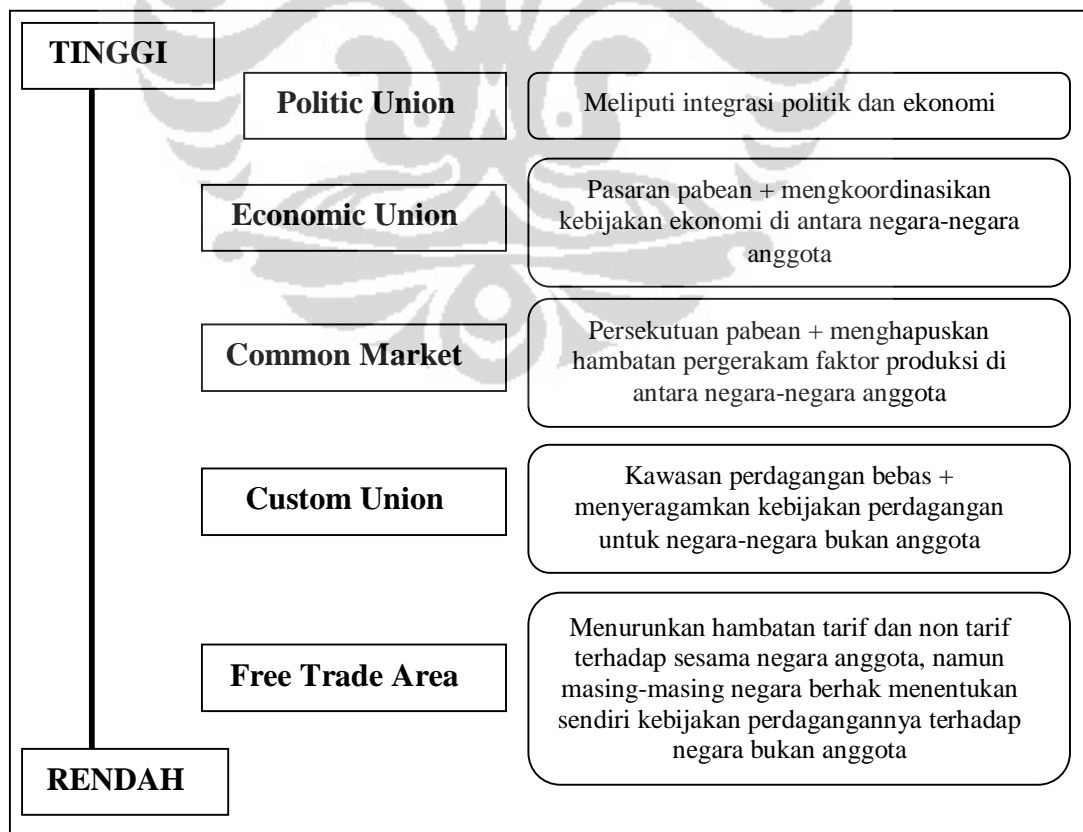 TINGGI
Politic Union
Meliputi integrasi politik dan ekonomi
Economic Union
Pasaran pabean + mengkoordinasikan
kebijakan ekonomi di antara negara-negara
anggota
Common Market
Persekutuan pabean + menghapuskan
hambatan pergerakam faktor produksi di
antara negara-negara anggota
Custom Union
Kawasan perdagangan bebas +
menyeragamkan kebijakan perdagangan
untuk negara-negara bukan anggota
Free Trade Area
Menurunkan hambatan tarif dan non tarif
terhadap sesama negara anggota, namun
masing-masing negara berhak menentukan
sendiri kebijakan perdagangannya terhadap
negara bukan anggota
RENDAH